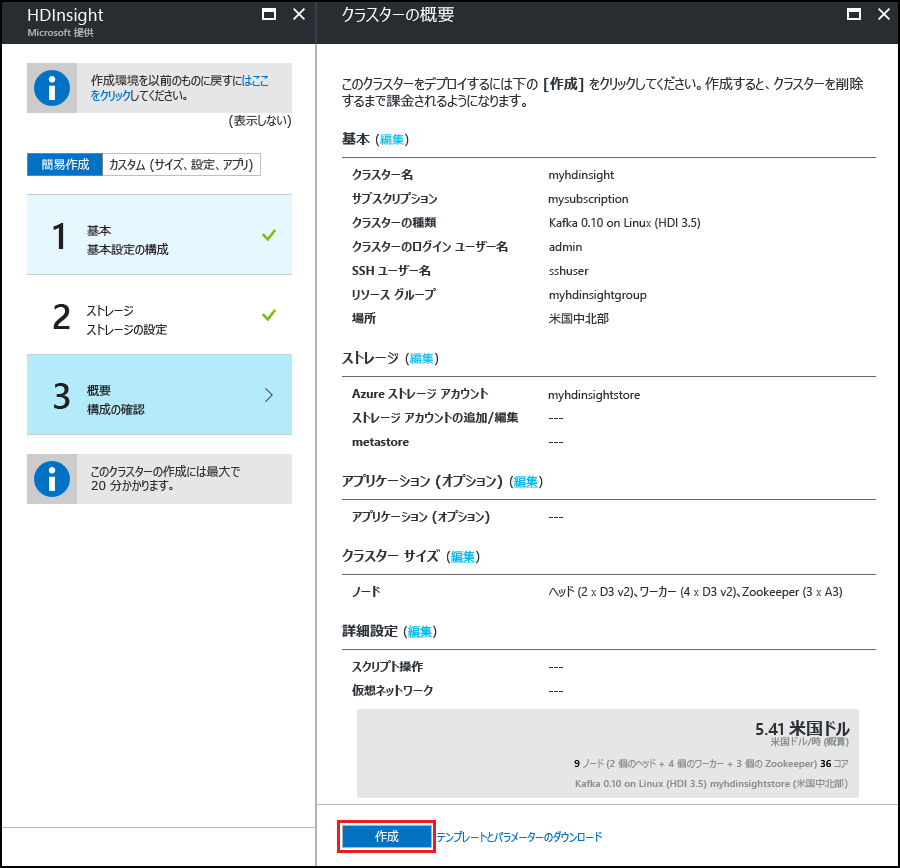 HDInsight
Microsoft 提供
作成環境を以前のものに戻すにはここ
をクリックしてください。
(表示しない)
簡易作成 カスタム (サイズ、設定、アプリ)
1 基本
基本設定の構成
2 ストレージ
ストレージの設定
3 概要
構成の確認
このクラスターの作成には最大で
20 分かかります。
クラスターの概要
このクラスターをデプロイするには下の [作成] をクリックしてください。作成すると、クラスターを削除
するまで課金されるようになります。
基本 (編集)
クラスター名 myhdinsight
サブスクリプション mysubscription
クラスターの種類 Kafka 0.10 on Linux (HDI 3.5)
クラスターのログイン ユーザー名 admin
SSH ユーザー名 sshuser
リソース グループ myhdinsightgroup
場所 米国中北部
ストレージ (編集)
Azure ストレージ アカウント myhdinsightstore
ストレージ アカウントの追加/編集 ---
metastore ---
アプリケーション (オプション) (編集)
アプリケーション (オプション) ---
クラスター サイズ (編集)
ノード ヘッド (2 x D3 v2)、ワーカー (4 x D3 v2)、Zookeeper (3 x A3)
詳細設定 (編集)
スクリプト操作 ---
仮想ネットワーク ---
5.41 米国ドル
米国ドル/時 (概算)
9 ノード (2 個のヘッド + 4 個のワーカー + 3 個の Zookeeper) 36 コア
Kafka 0.10 on Linux (HDI 3.5) myhdinsightstore (米国中北部)
作成 テンプレートとパラメーターのダウンロード